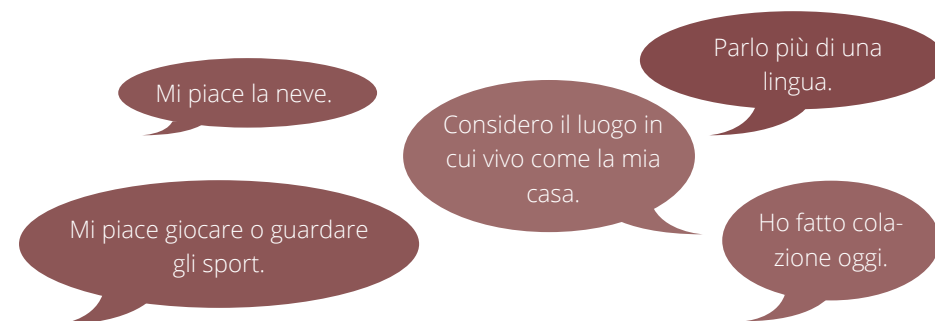 Parlo più di una
lingua.
Mi piace la neve.
Considero il luogo in
cui vivo come la mia
casa.
Mi piace giocare o guardare
gli sport.
Ho fatto cola-
zione oggi.